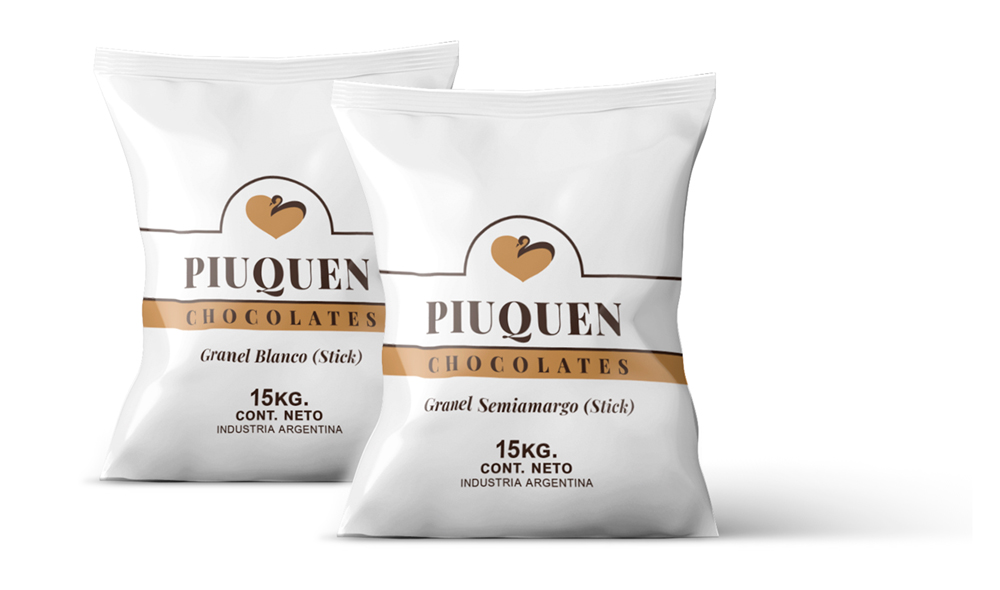 PIUQUEN
CHOCOLATES
Granel Blanco (Stick)
15KG.
CONT. NETO
INDUSTRIA ARGENTINA
PIUQUEN
CHOCOLATES
Granel Semiamargo (Stick)
15KG.
CONT. NETO
INDUSTRIA ARGENTINA